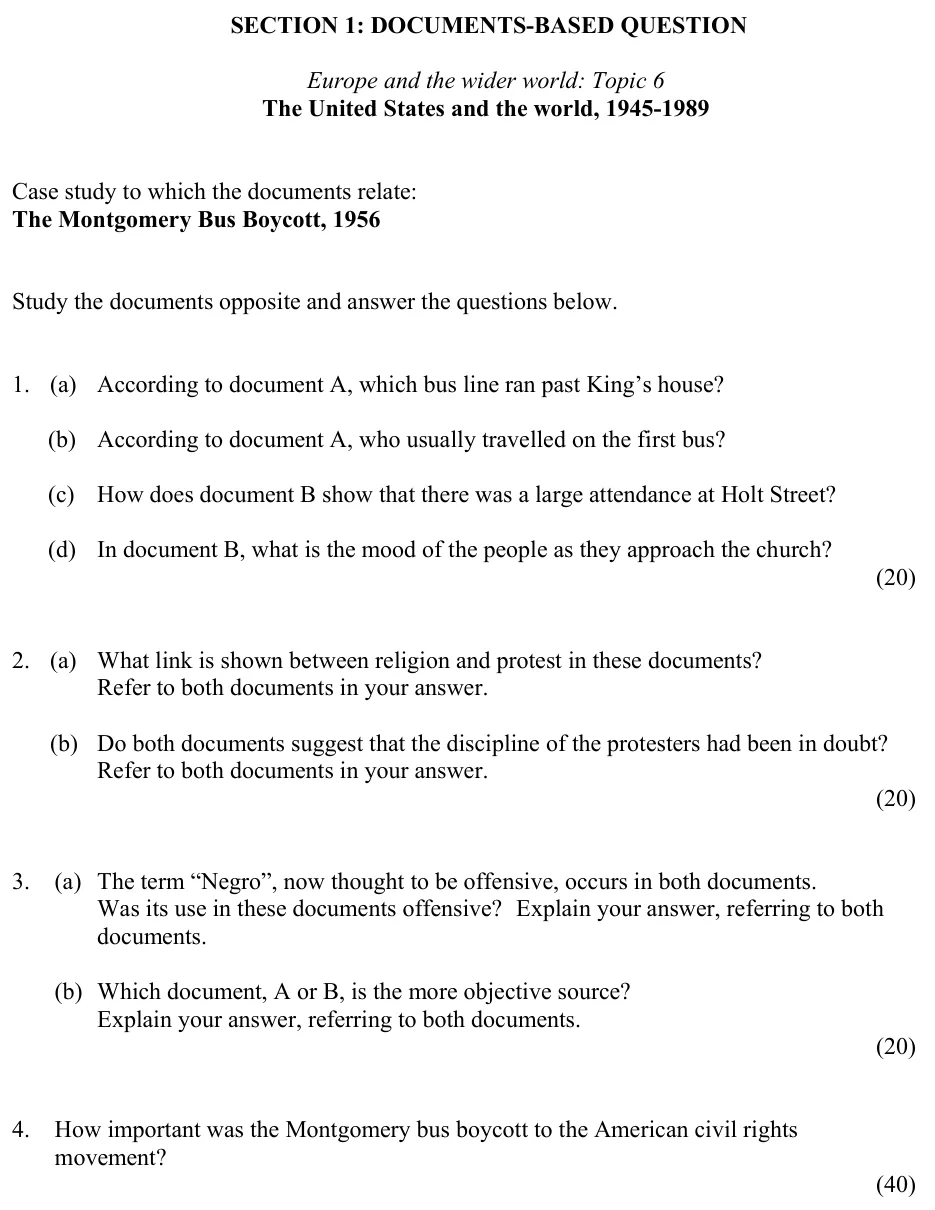 SECTION 1: DOCUMENTS-BASED QUESTION
Europe and the wider world: Topic 6
The United States and the world, 1945-1989
Case study to which the documents relate:
The Montgomery Bus Boycott, 1956
Study the documents opposite and answer the questions below.
1. (a) According to document A, which bus line ran past King’s house?
(b) According to document A, who usually travelled on the first bus?
(c) How does document B show that there was a large attendance at Holt Street?
(d) In document B, what is the mood of the people as they approach the church?
(20)
2. (a) What link is shown between religion and protest in these documents?
Refer to both documents in your answer.
(b) Do both documents suggest that the discipline of the protesters had been in doubt?
Refer to both documents in your answer.
(20)
3. (a) The term “Negro”, now thought to be offensive, occurs in both documents.
Was its use in these documents offensive? Explain your answer, referring to both
documents.
(b) Which document, A or B, is the more objective source?
Explain your answer, referring to both documents.
(20)
4. How important was the Montgomery bus boycott to the American civil rights
movement?
(40)